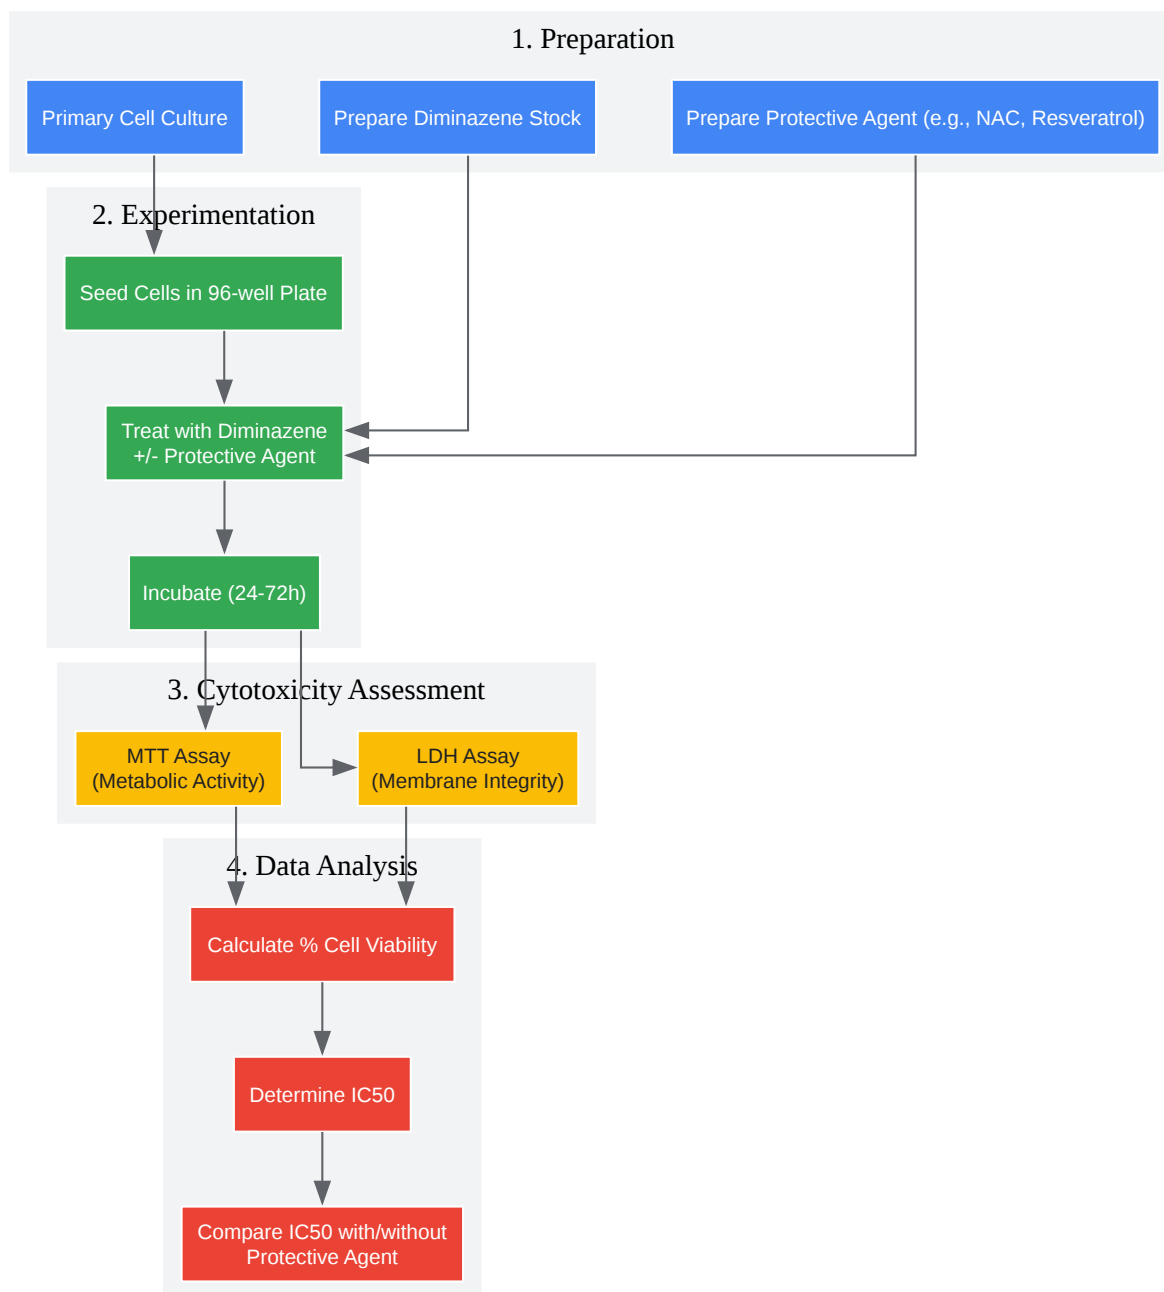 1. Preparation
Primary Cell Culture
Prepare Diminazene Stock
Prepare Protective Agent (e.g., NAC, Resveratrol)
2. Experimentation
Seed Cells in 96-well Plate
Treat with Diminazene
+/- Protective Agent
Incubate (24-72h)
3. Cytotoxicity Assessment
MTT Assay
(Metabolic Activity)
LDH Assay
(Membrane Integrity)
4. Data Analysis
Calculate % Cell Viability
Determine IC50
Compare IC50 with/without
Protective Agent